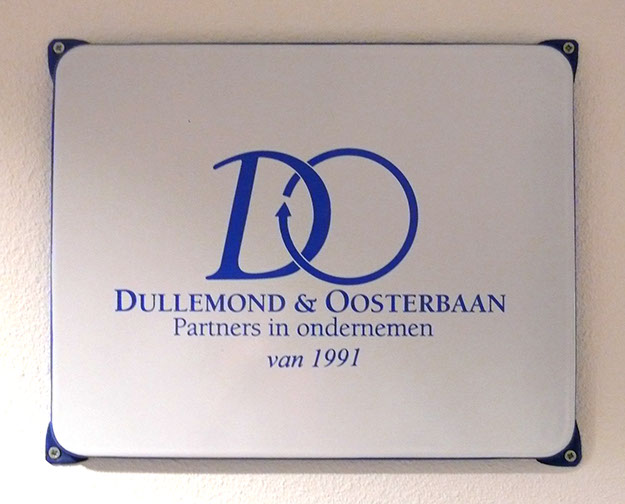 DO
DULLEMOND & OOSTERBAAN
Partners in ondernemen
van 1991